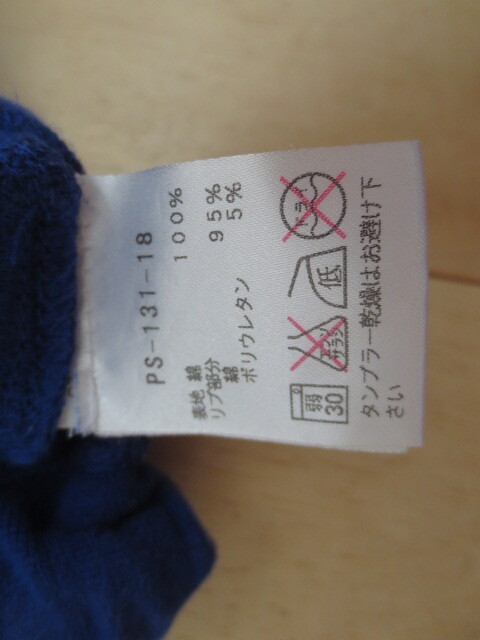 PS-131-18
表地 綿 100%
リブ部分
綿 95%
ポリウレタン 5%
弱 30 エンソサラシ 低 ドライ
タンブラー乾燥はお避け下
さい